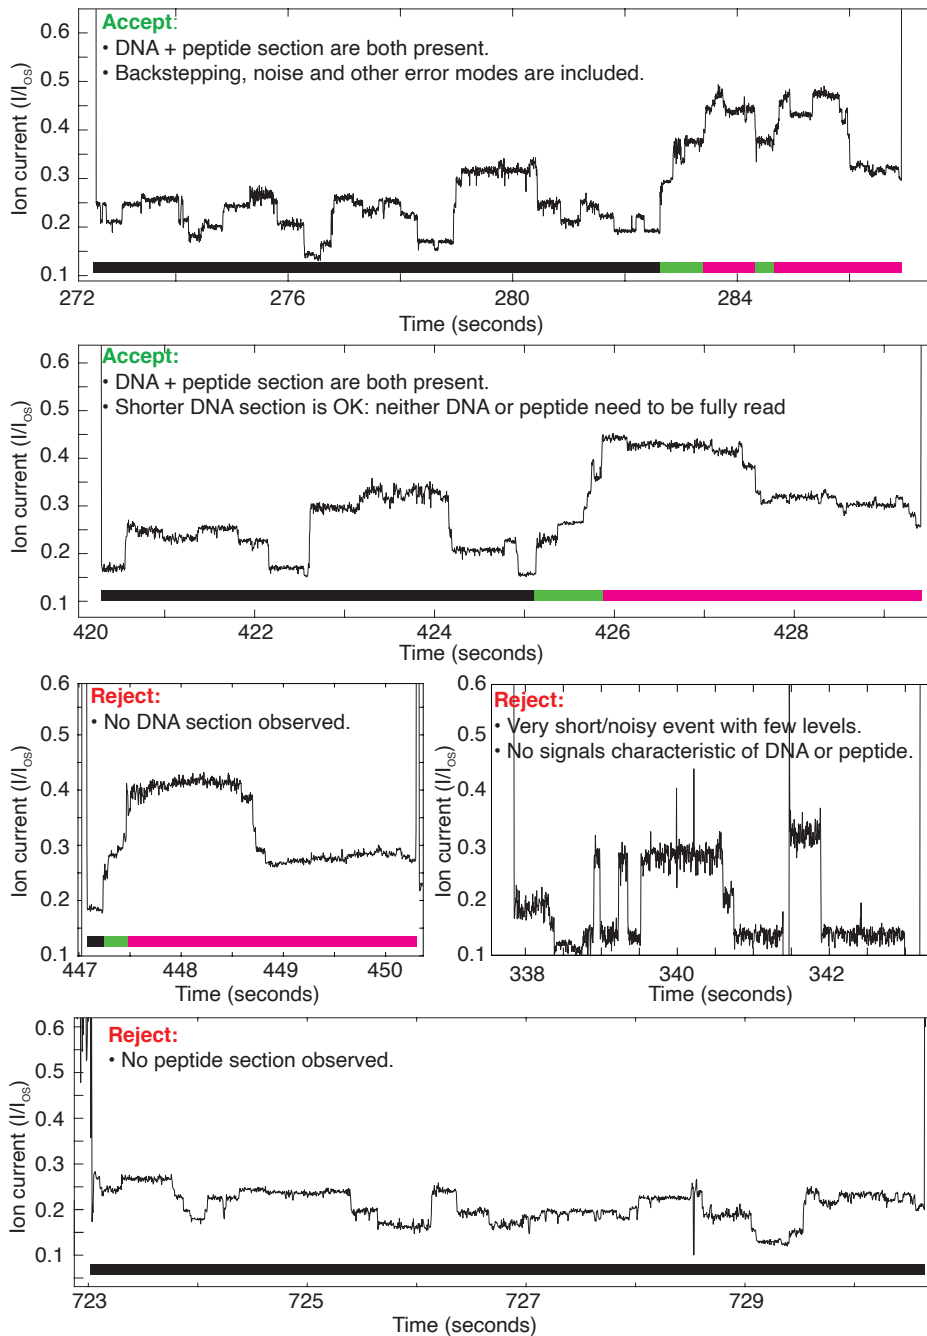 Accept:
• DNA + peptide section are both present.
• Backstepping, noise and other error modes are included.
Ion current (I/I_OS)
0.6
0.5
0.4
0.3
0.2
0.1
272 276 280 284
Time (seconds)
Accept:
• DNA + peptide section are both present.
• Shorter DNA section is OK: neither DNA or peptide need to be fully read
Ion current (I/I_OS)
0.6
0.5
0.4
0.3
0.2
0.1
420 422 424 426 428
Time (seconds)
Reject:
• No DNA section observed.
Ion current (I/I_OS)
0.6
0.5
0.4
0.3
0.2
0.1
447 448 449 450
Time (seconds)
Reject:
• Very short/noisy event with few levels.
• No signals characteristic of DNA or peptide.
Ion current (I/I_OS)
0.6
0.5
0.4
0.3
0.2
0.1
338 340 342
Time (seconds)
Reject:
• No peptide section observed.
Ion current (I/I_OS)
0.6
0.5
0.4
0.3
0.2
0.1
723 725 727 729
Time (seconds)